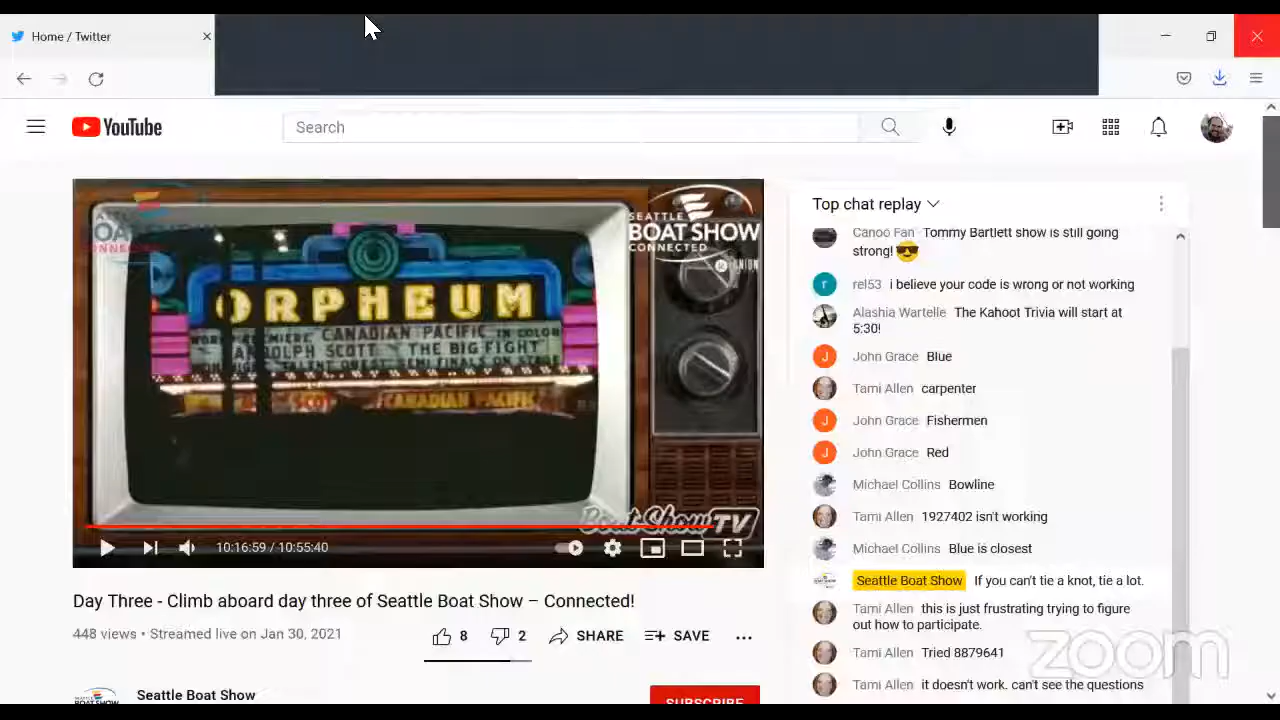 Home / Twitter
YouTube
Search
SEATTLE
BOAT SHOW
CONNECTED
ORPHEUM
CANADIAN PACIFIC IN COLOR
RANDOLPH SCOTT THE BIG FIGHT
CANADIAN PACIFIC
BoatShow TV
10:16:59 / 10:55:40
Day Three - Climb aboard day three of Seattle Boat Show – Connected!
448 views • Streamed live on Jan 30, 2021
8
2
SHARE
SAVE
Seattle Boat Show
SUBSCRIBE
Top chat replay
Canoo Fan Tommy Bartlett show is still going
strong!
rel53 i believe your code is wrong or not working
Alashia Wartelle The Kahoot Trivia will start at
5:30!
J John Grace Blue
Tami Allen carpenter
J John Grace Fishermen
J John Grace Red
Michael Collins Bowline
Tami Allen 1927402 isn't working
Michael Collins Blue is closest
Seattle Boat Show If you can't tie a knot, tie a lot.
Tami Allen this is just frustrating trying to figure
out how to participate.
Tami Allen Tried 8879641
Tami Allen it doesn't work. can't see the questions
zoom